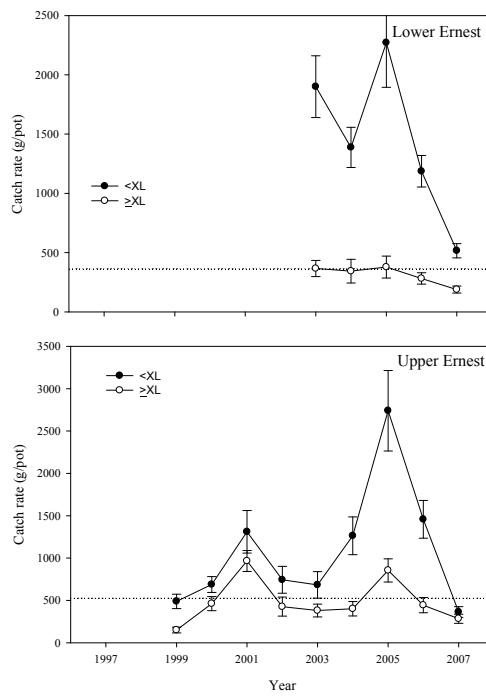 Lower Ernest
2500
2000
1500
1000
500
0
Catch rate (g/pot)
<XL
≥XL
Upper Ernest
3500
3000
2500
2000
1500
1000
500
0
Catch rate (g/pot)
<XL
≥XL
1997 1999 2001 2003 2005 2007
Year